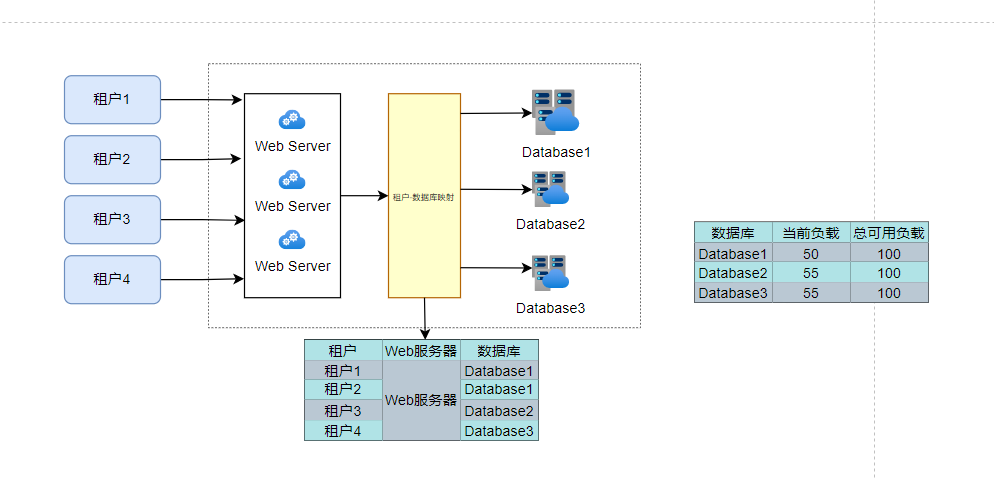 租户1
租户2
租户3
租户4
Web Server
Web Server
Web Server
租户-数据库映射
Database1
Database2
Database3
租户 Web服务器 数据库
租户1 Database1
租户2 Database1
Web服务器
租户3 Database2
租户4 Database3
数据库 当前负载 总可用负载
Database1 50 100
Database2 55 100
Database3 55 100